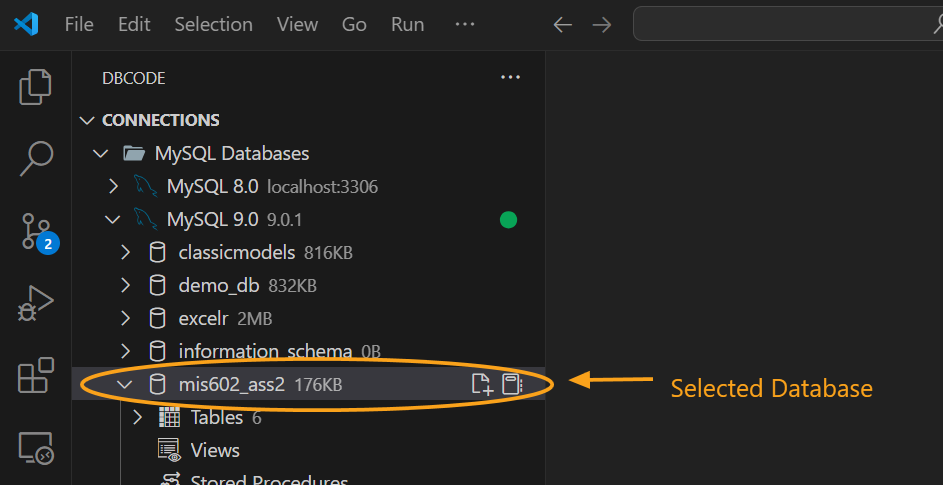 File Edit Selection View Go Run ···
DBCODE ···
CONNECTIONS
MySQL Databases
MySQL 8.0 localhost:3306
MySQL 9.0 9.0.1
classicmodels 816KB
demo_db 832KB
excelr 2MB
2
information_schema 0B
mis602_ass2 176KB
Selected Database
Tables 6
Views
Stored Procedures